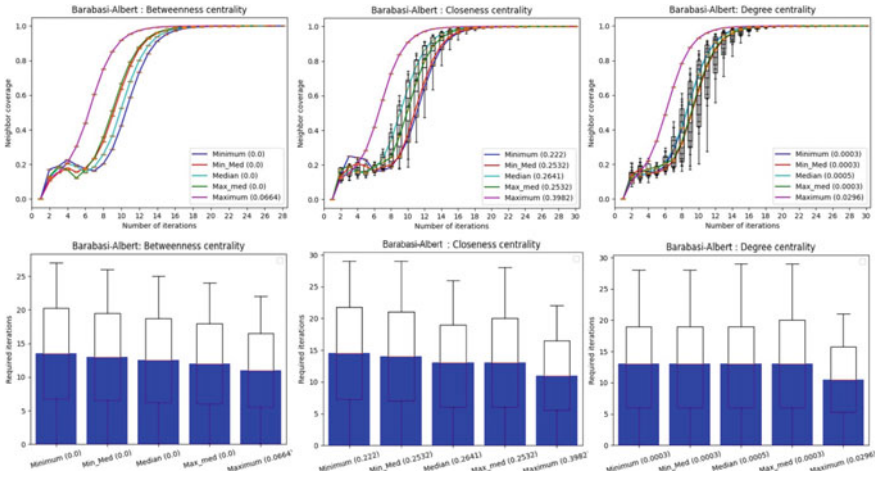 Barabasi-Albert : Betweenness centrality
Neighbor coverage
1.0
0.8
0.6
0.4
0.2
0.0
Minimum (0.0)
Min_Med (0.0)
Median (0.0)
Max_med (0.0)
Maximum (0.0664)
0 2 4 6 8 10 12 14 16 18 20 22 24 26 28
Number of iterations
Barabasi-Albert : Closeness centrality
Neighbor coverage
1.0
0.8
0.6
0.4
0.2
0.0
Minimum (0.222)
Min_Med (0.2532)
Median (0.2641)
Max_med (0.2532)
Maximum (0.3982)
0 2 4 6 8 10 12 14 16 18 20 22 24 26 28 30
Number of iterations
Barabasi-Albert: Degree centrality
Neighbor coverage
1.0
0.8
0.6
0.4
0.2
0.0
Minimum (0.0003)
Min_Med (0.0003)
Median (0.0005)
Max_med (0.0003)
Maximum (0.0296)
0 2 4 6 8 10 12 14 16 18 20 22 24 26 28 30
Number of iterations
Barabasi-Albert: Betweenness centrality
Required iterations
25
20
15
10
5
0
Minimum (0.0)
Min_Med (0.0)
Median (0.0)
Max_med (0.0)
Maximum (0.0664)
Barabasi-Albert : Closeness centrality
Required iterations
30
25
20
15
10
5
0
Minimum (0.222)
Min_Med (0.2532)
Median (0.2641)
Max_med (0.2532)
Maximum (0.3982)
Barabasi-Albert : Degree centrality
Required iterations
30
25
20
15
10
5
0
Minimum (0.0003)
Min_Med (0.0003)
Median (0.0005)
Max_med (0.0003)
Maximum (0.0296)